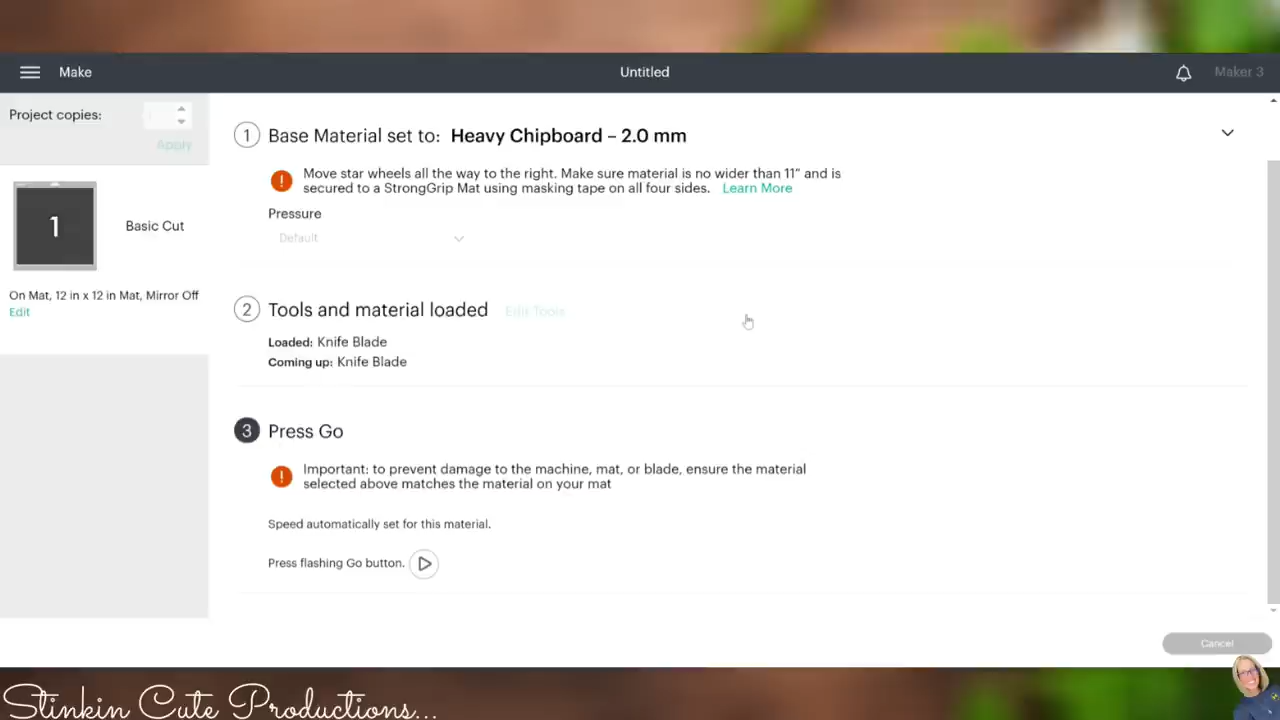 Make
Untitled
Maker 3
Project copies:
Apply
1
Basic Cut
On Mat, 12 in x 12 in Mat, Mirror Off
Edit
1 Base Material set to: Heavy Chipboard – 2.0 mm
! Move star wheels all the way to the right. Make sure material is no wider than 11" and is
secured to a StrongGrip Mat using masking tape on all four sides. Learn More
Pressure
Default
2 Tools and material loaded Edit Tools
Loaded: Knife Blade
Coming up: Knife Blade
3 Press Go
! Important: to prevent damage to the machine, mat, or blade, ensure the material
selected above matches the material on your mat
Speed automatically set for this material.
Press flashing Go button.
Cancel
Stinkin Cute Productions...